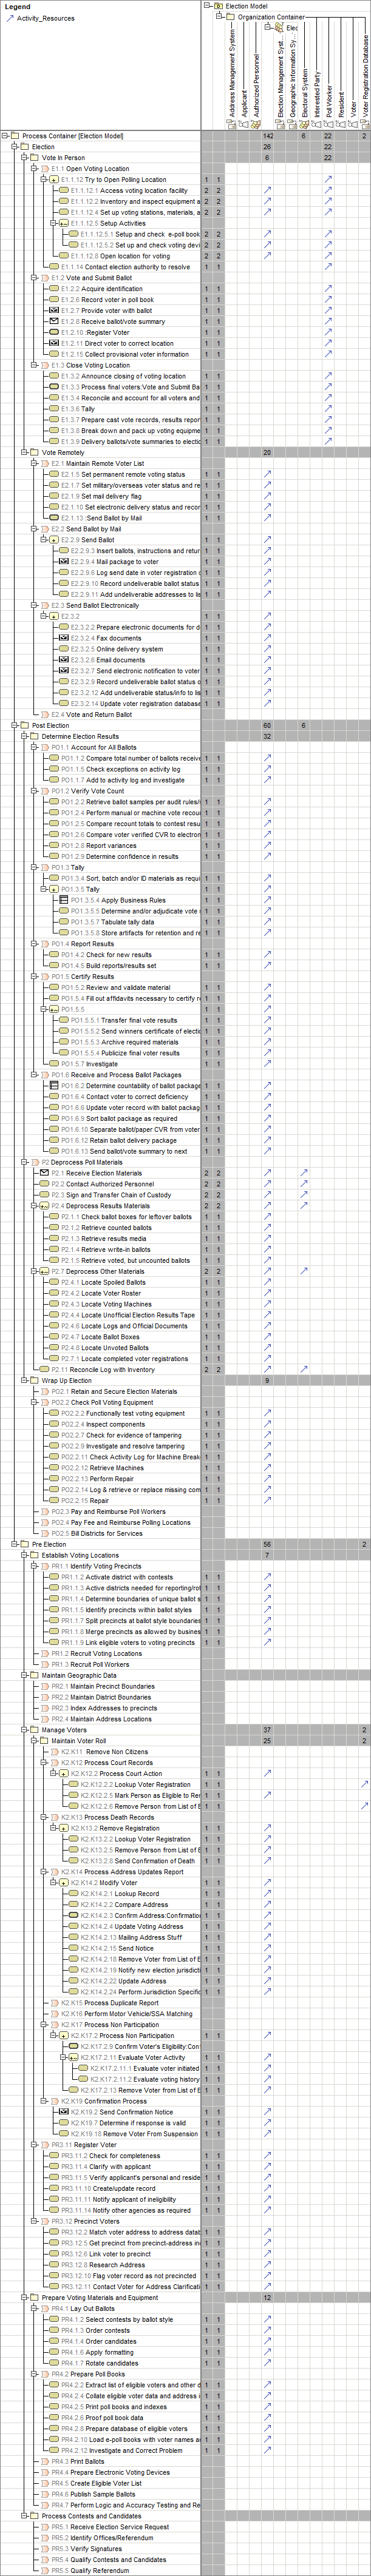 Legend
Activity_Resources
Election Model
Organization Container
Address Management System
Applicant
Authorized Personnel
Election Management Syst...
Geographic Information Sy...
Electoral System
Interested Party
Poll Worker
Resident
Voter
Voter Registration Database
Process Container [Election Model] 142 6 22 2
Election 26 22
Vote In Person 6 22
E1.1 Open Voting Location
E1.1.12 Try to Open Polling Location 1 1
E1.1.12.1 Access voting location facility 2 2
E1.1.12.2 Inventory and inspect equipment a 2 2
E1.1.12.4 Set up voting stations, materials, a 2 2
E1.1.12.5 Setup Activities
E1.1.12.5.1 Setup and check e-poll book 2 2
E1.1.12.5.2 Set up and check voting devi 2 2
E1.1.12.8 Open location for voting 2 2
E1.1.14 Contact election authority to resolve 1 1
E1.2 Vote and Submit Ballot
E1.2.2 Acquire identification 1 1
E1.2.6 Record voter in poll book 1 1
E1.2.7 Provide voter with ballot 1 1
E1.2.8 Receive ballot/vote summary 1 1
E1.2.10 :Register Voter 1 1
E1.2.11 Direct voter to correct location 1 1
E1.2.15 Collect provisional voter information 1 1
E1.3 Close Voting Location
E1.3.2 Announce closing of voting location 1 1
E1.3.3 Process final voters:Vote and Submit Ba 1 1
E1.3.4 Reconcile and account for all voters and 1 1
E1.3.6 Tally 1 1
E1.3.7 Prepare cast vote records, results repor 1 1
E1.3.8 Break down and pack up voting equipme 1 1
E1.3.9 Delivery ballots/vote summaries to electi 1 1
Vote Remotely 20
E2.1 Maintain Remote Voter List
E2.1.5 Set permanent remote voting status 1 1
E2.1.7 Set military/overseas voter status and re 1 1
E2.1.9 Set mail delivery flag 1 1
E2.1.10 Set electronic delivery status and recor 1 1
E2.1.13 :Send Ballot by Mail 1 1
E2.2 Send Ballot by Mail
E2.2.9 Send Ballot 1 1
E2.2.9.3 Insert ballots, instructions and retur 1 1
E2.2.9.4 Mail package to voter 1 1
E2.2.9.6 Log send date in voter registration d 1 1
E2.2.9.10 Record undeliverable ballot status 1 1
E2.2.9.11 Add undeliverable addresses to li 1 1
E2.3 Send Ballot Electronically
E2.3.2 1 1
E2.3.2.2 Prepare electronic documents for d 1 1
E2.3.2.4 Fax documents 1 1
E2.3.2.5 Online delivery system 1 1
E2.3.2.6 Email documents 1 1
E2.3.2.7 Send electronic notification to voter 1 1
E2.3.2.9 Record undeliverable ballot status o 1 1
E2.3.2.12 Add undeliverable status/info to lis 1 1
E2.3.2.14 Update voter registration database 1 1
E2.4 Vote and Return Ballot
Post Election 60 6
Determine Election Results 32
PO1.1 Account for All Ballots
PO1.1.2 Compare total number of ballots receive 1 1
PO1.1.5 Check exceptions on activity log 1 1
PO1.1.7 Add to activity log and investigate 1 1
PO1.2 Verify Vote Count
PO1.2.2 Retrieve ballot samples per audit rules/ 1 1
PO1.2.4 Perform manual or machine vote recoun 1 1
PO1.2.5 Compare recount totals to contest resu 1 1
PO1.2.6 Compare voter verified CVR to electron 1 1
PO1.2.8 Report variances 1 1
PO1.2.9 Determine confidence in results 1 1
PO1.3 Tally
PO1.3.4 Sort, batch and/or ID materials as requi 1 1
PO1.3.5 Tally 1 1
PO1.3.5.4 Apply Business Rules 1 1
PO1.3.5.5 Determine and/or adjudicate vote i 1 1
PO1.3.5.7 Tabulate tally data 1 1
PO1.3.5.8 Store artifacts for retention and re 1 1
PO1.4 Report Results
PO1.4.2 Check for new results 1 1
PO1.4.5 Build reports/results set 1 1
PO1.5 Certify Results
PO1.5.2 Review and validate material 1 1
PO1.5.4 Fill out affidavits necessary to certify r 1 1
PO1.5.5 1 1
PO1.5.5.1 Transfer final vote results 1 1
PO1.5.5.2 Send winners certificate of electi 1 1
PO1.5.5.3 Archive required materials 1 1
PO1.5.5.4 Publicize final voter results 1 1
PO1.5.7 Investigate 1 1
PO1.6 Receive and Process Ballot Packages
PO1.6.2 Determine countability of ballot package 1 1
PO1.6.4 Contact voter to correct deficiency 1 1
PO1.6.6 Update voter record with ballot package 1 1
PO1.6.9 Sort ballot package as required 1 1
PO1.6.10 Separate ballot/paper CVR from voter 1 1
PO1.6.12 Retain ballot delivery package 1 1
PO1.6.13 Send ballot/vote summary to next 1 1
P2 Deprocess Poll Materials
P2.1 Receive Election Materials 2 2
P2.2 Contact Authorized Personnel 2 2
P2.3 Sign and Transfer Chain of Custody 2 2
P2.4 Deprocess Results Materials 2 2
P2.1.1 Check ballot boxes for leftover ballots 1 1
P2.1.2 Retrieve counted ballots 1 1
P2.1.3 Retrieve results media 1 1
P2.1.4 Retrieve write-in ballots 1 1
P2.1.5 Retrieve voted, but uncounted ballots 1 1
P2.7 Deprocess Other Materials 2 2
P2.4.1 Locate Spoiled Ballots 1 1
P2.4.2 Locate Voter Roster 1 1
P2.4.3 Locate Voting Machines 1 1
P2.4.4 Locate Unofficial Election Results Tape 1 1
P2.4.6 Locate Logs and Official Documents 1 1
P2.4.7 Locate Ballot Boxes 1 1
P2.4.8 Locate Unvoted Ballots 1 1
P2.7.1 Locate completed voter registrations 1 1
P2.11 Reconcile Log with Inventory 2 2
Wrap Up Election 9
PO2.1 Retain and Secure Election Materials
PO2.2 Check Poll Voting Equipment
PO2.2.2 Functionally test voting equipment 1 1
PO2.2.4 Inspect components 1 1
PO2.2.7 Check for evidence of tampering 1 1
PO2.2.9 Investigate and resolve tampering 1 1
PO2.2.11 Check Activity Log for Machine Break 1 1
PO2.2.12 Retrieve Machines 1 1
PO2.2.13 Perform Repair 1 1
PO2.2.14 Log & retrieve or replace missing com 1 1
PO2.2.15 Repair 1 1
PO2.3 Pay and Reimburse Poll Workers
PO2.4 Pay Fee and Reimburse Polling Locations
PO2.5 Bill Districts for Services
Pre Election 56 2
Establish Voting Locations 7
PR1.1 Identify Voting Precincts
PR1.1.2 Activate district with contests 1 1
PR1.1.3 Active districts needed for reporting/rot 1 1
PR1.1.4 Determine boundaries of unique ballot s 1 1
PR1.1.5 Identify precincts within ballot styles 1 1
PR1.1.7 Split precincts at ballot style boundaries 1 1
PR1.1.8 Merge precincts as allowed by business 1 1
PR1.1.9 Link eligible voters to voting precincts 1 1
PR1.2 Recruit Voting Locations
PR1.3 Recruit Poll Workers
Maintain Geographic Data
PR2.1 Maintain Precinct Boundaries
PR2.2 Maintain District Boundaries
PR2.3 Index Addresses to precincts
PR2.4 Maintain Address Locations
Manage Voters 37 2
Maintain Voter Roll 25 2
K2.K11 Remove Non Citizens
K2.K12 Process Court Records
K2.K12.2 Process Court Action 1 1
K2.K12.2.2 Lookup Voter Registration 1 1
K2.K12.2.5 Mark Person as Eligible to Re 1 1
K2.K12.2.6 Remove Person from List of E 1 1
K2.K13 Process Death Records
K2.K13.2 Remove Registration 1 1
K2.K13.2.2 Lookup Voter Registration 1 1
K2.K13.2.5 Remove Person from List of E 1 1
K2.K13.2.8 Send Confirmation of Death 1 1
K2.K14 Process Address Updates Report
K2.K14.2 Modify Voter 1 1
K2.K14.2.1 Lookup Record 1 1
K2.K14.2.2 Compare Address 1 1
K2.K14.2.3 Confirm Address:Confirmation 1 1
K2.K14.2.4 Update Voting Address 1 1
K2.K14.2.13 Mailing Address Stuff 1 1
K2.K14.2.15 Send Notice 1 1
K2.K14.2.18 Remove Voter from List of E 1 1
K2.K14.2.19 Notify new election jurisdiction 1 1
K2.K14.2.22 Update Address 1 1
K2.K14.2.24 Perform Jurisdiction Specific 1 1
K2.K15 Process Duplicate Report
K2.K16 Perform Motor Vehicle/SSA Matching
K2.K17 Process Non Participation
K2.K17.2 Process Non Participation 1 1
K2.K17.2.9 Confirm Voter's Eligibility:Con 1 1
K2.K17.2.11 Evaluate Voter Activity 1 1
K2.K17.2.11.1 Evaluate voter initiated 1 1
K2.K17.2.11.2 Evaluate voting history 1 1
K2.K17.2.13 Remove Voter from List of E 1 1
K2.K19 Confirmation Process
K2.K19.2 Send Confirmation Notice 1 1
K2.K19.7 Determine if response is valid 1 1
K2.K19.18 Remove Voter From Suspension 1 1
PR3.11 Register Voter
PR3.11.2 Check for completeness 1 1
PR3.11.4 Clarify with applicant 1 1
PR3.11.5 Verify applicant's personal and reside 1 1
PR3.11.10 Create/update record 1 1
PR3.11.11 Notify applicant of ineligibility 1 1
PR3.11.14 Notify other agencies as required 1 1
PR3.12 Precinct Voters
PR3.12.2 Match voter address to address datab 1 1
PR3.12.5 Get precinct from precinct-address ind 1 1
PR3.12.6 Link voter to precinct 1 1
PR3.12.8 Research Address 1 1
PR3.12.10 Flag voter record as not precincted 1 1
PR3.12.11 Contact Voter for Address Clarificati 1 1
Prepare Voting Materials and Equipment 12
PR4.1 Lay Out Ballots
PR4.1.2 Select contests by ballot style 1 1
PR4.1.3 Order contests 1 1
PR4.1.4 Order candidates 1 1
PR4.1.6 Apply formatting 1 1
PR4.1.7 Rotate candidates 1 1
PR4.2 Prepare Poll Books
PR4.2.2 Extract list of eligible voters and other d 1 1
PR4.2.4 Collate eligible voter data and address i 1 1
PR4.2.5 Print poll books and indexes 1 1
PR4.2.6 Proof poll book data 1 1
PR4.2.8 Prepare database of eligible voters 1 1
PR4.2.10 Load e-poll books with voter names a 1 1
PR4.2.12 Investigate and Correct Problem 1 1
PR4.3 Print Ballots
PR4.4 Prepare Electronic Voting Devices
PR4.5 Create Eligible Voter List
PR4.6 Publish Sample Ballots
PR4.7 Perform Logic and Accuracy Testing and Re
Process Contests and Candidates
PR5.1 Receive Election Service Request
PR5.2 Identify Offices/Referendum
PR5.3 Verify Signatures
PR5.4 Qualify Contests and Candidates
PR5.5 Qualify Referendum